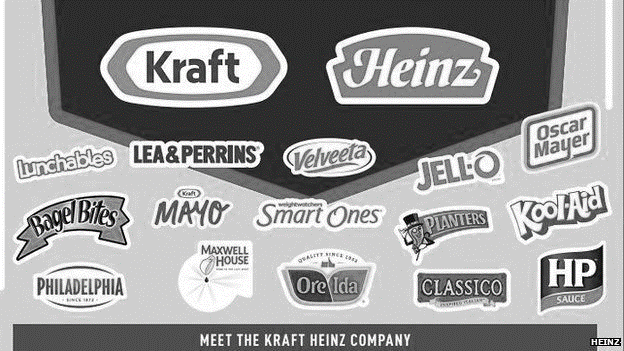 Kraft
Heinz
Lunchables
LEA & PERRINS
Velveeta
JELL-O
Oscar
Mayer
Bagel Bites
Kraft
MAYO
weightwatchers
Smart Ones
PLANTERS
Kool-Aid
PHILADELPHIA
SINCE 1872
MAXWELL
HOUSE
QUALITY SINCE 1952
Ore Ida
CLASSICO
HP
SAUCE
MEET THE KRAFT HEINZ COMPANY
HEINZ